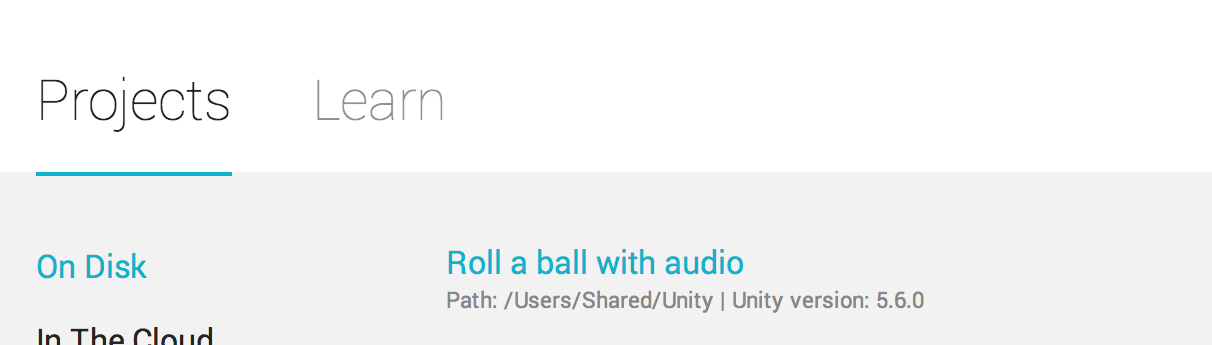 Projects Learn
On Disk
Roll a ball with audio
Path: /Users/Shared/Unity | Unity version: 5.6.0
In The Cloud